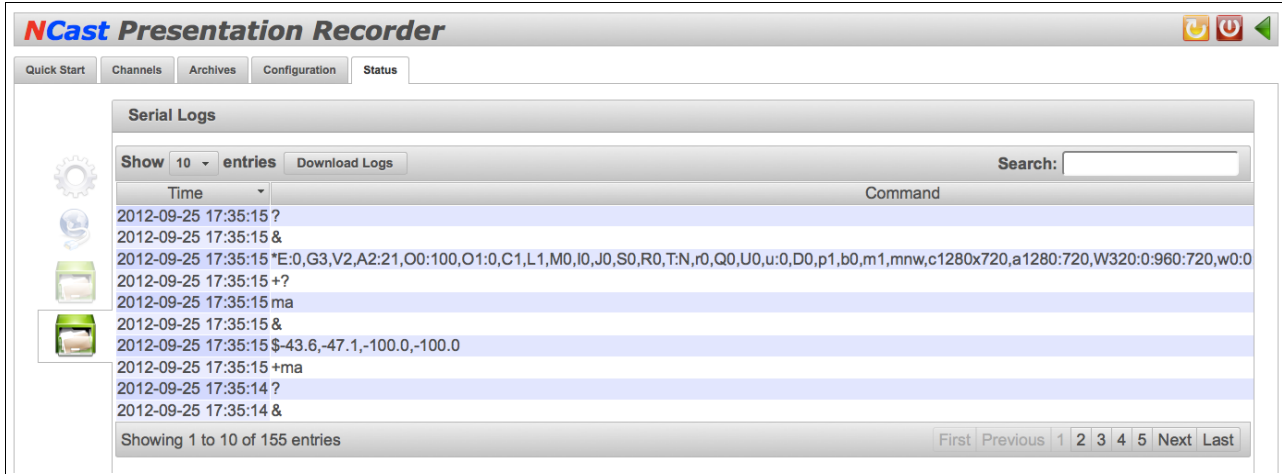 NCast Presentation Recorder
Quick Start Channels Archives Configuration Status
Serial Logs
Show 10 entries Download Logs Search:
Time Command
2012-09-25 17:35:15 ?
2012-09-25 17:35:15 &
2012-09-25 17:35:15 *E:0,G3,V2,A2:21,O0:100,O1:0,C1,L1,M0,I0,J0,S0,R0,T:N,r0,Q0,U0,u:0,D0,p1,b0,m1,mnw,c1280x720,a1280:720,W320:0:960:720,w0:0
2012-09-25 17:35:15 +?
2012-09-25 17:35:15 ma
2012-09-25 17:35:15 &
2012-09-25 17:35:15 $-43.6,-47.1,-100.0,-100.0
2012-09-25 17:35:15 +ma
2012-09-25 17:35:14 ?
2012-09-25 17:35:14 &
Showing 1 to 10 of 155 entries First Previous 1 2 3 4 5 Next Last